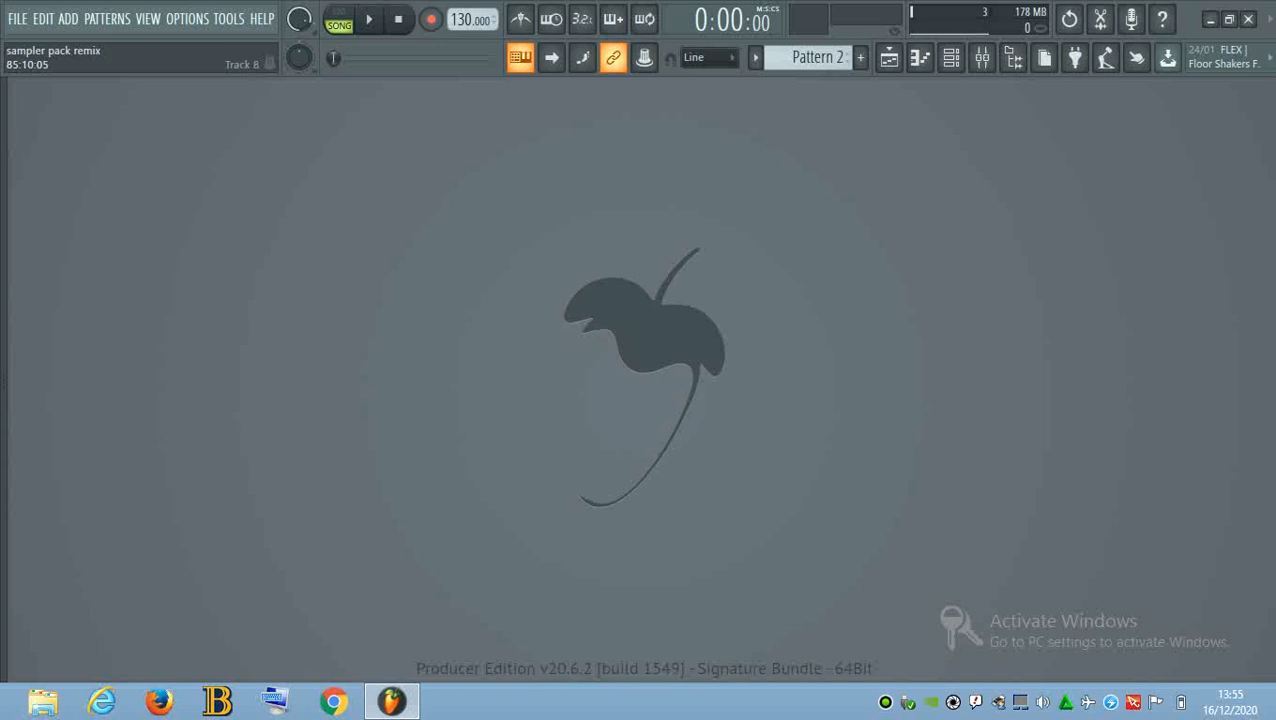 FILE EDIT ADD PATTERNS VIEW OPTIONS TOOLS HELP
SONG
130.000
3.2
0:00:00
M:S:CS
3
178 MB
0
sampler pack remix
85:10:05
Track 8
Line
Pattern 2
24/01 FLEX |
Floor Shakers F.
Activate Windows
Go to PC settings to activate Windows.
Producer Edition v20.6.2 [build 1549] - Signature Bundle - 64Bit
B
13:55
16/12/2020